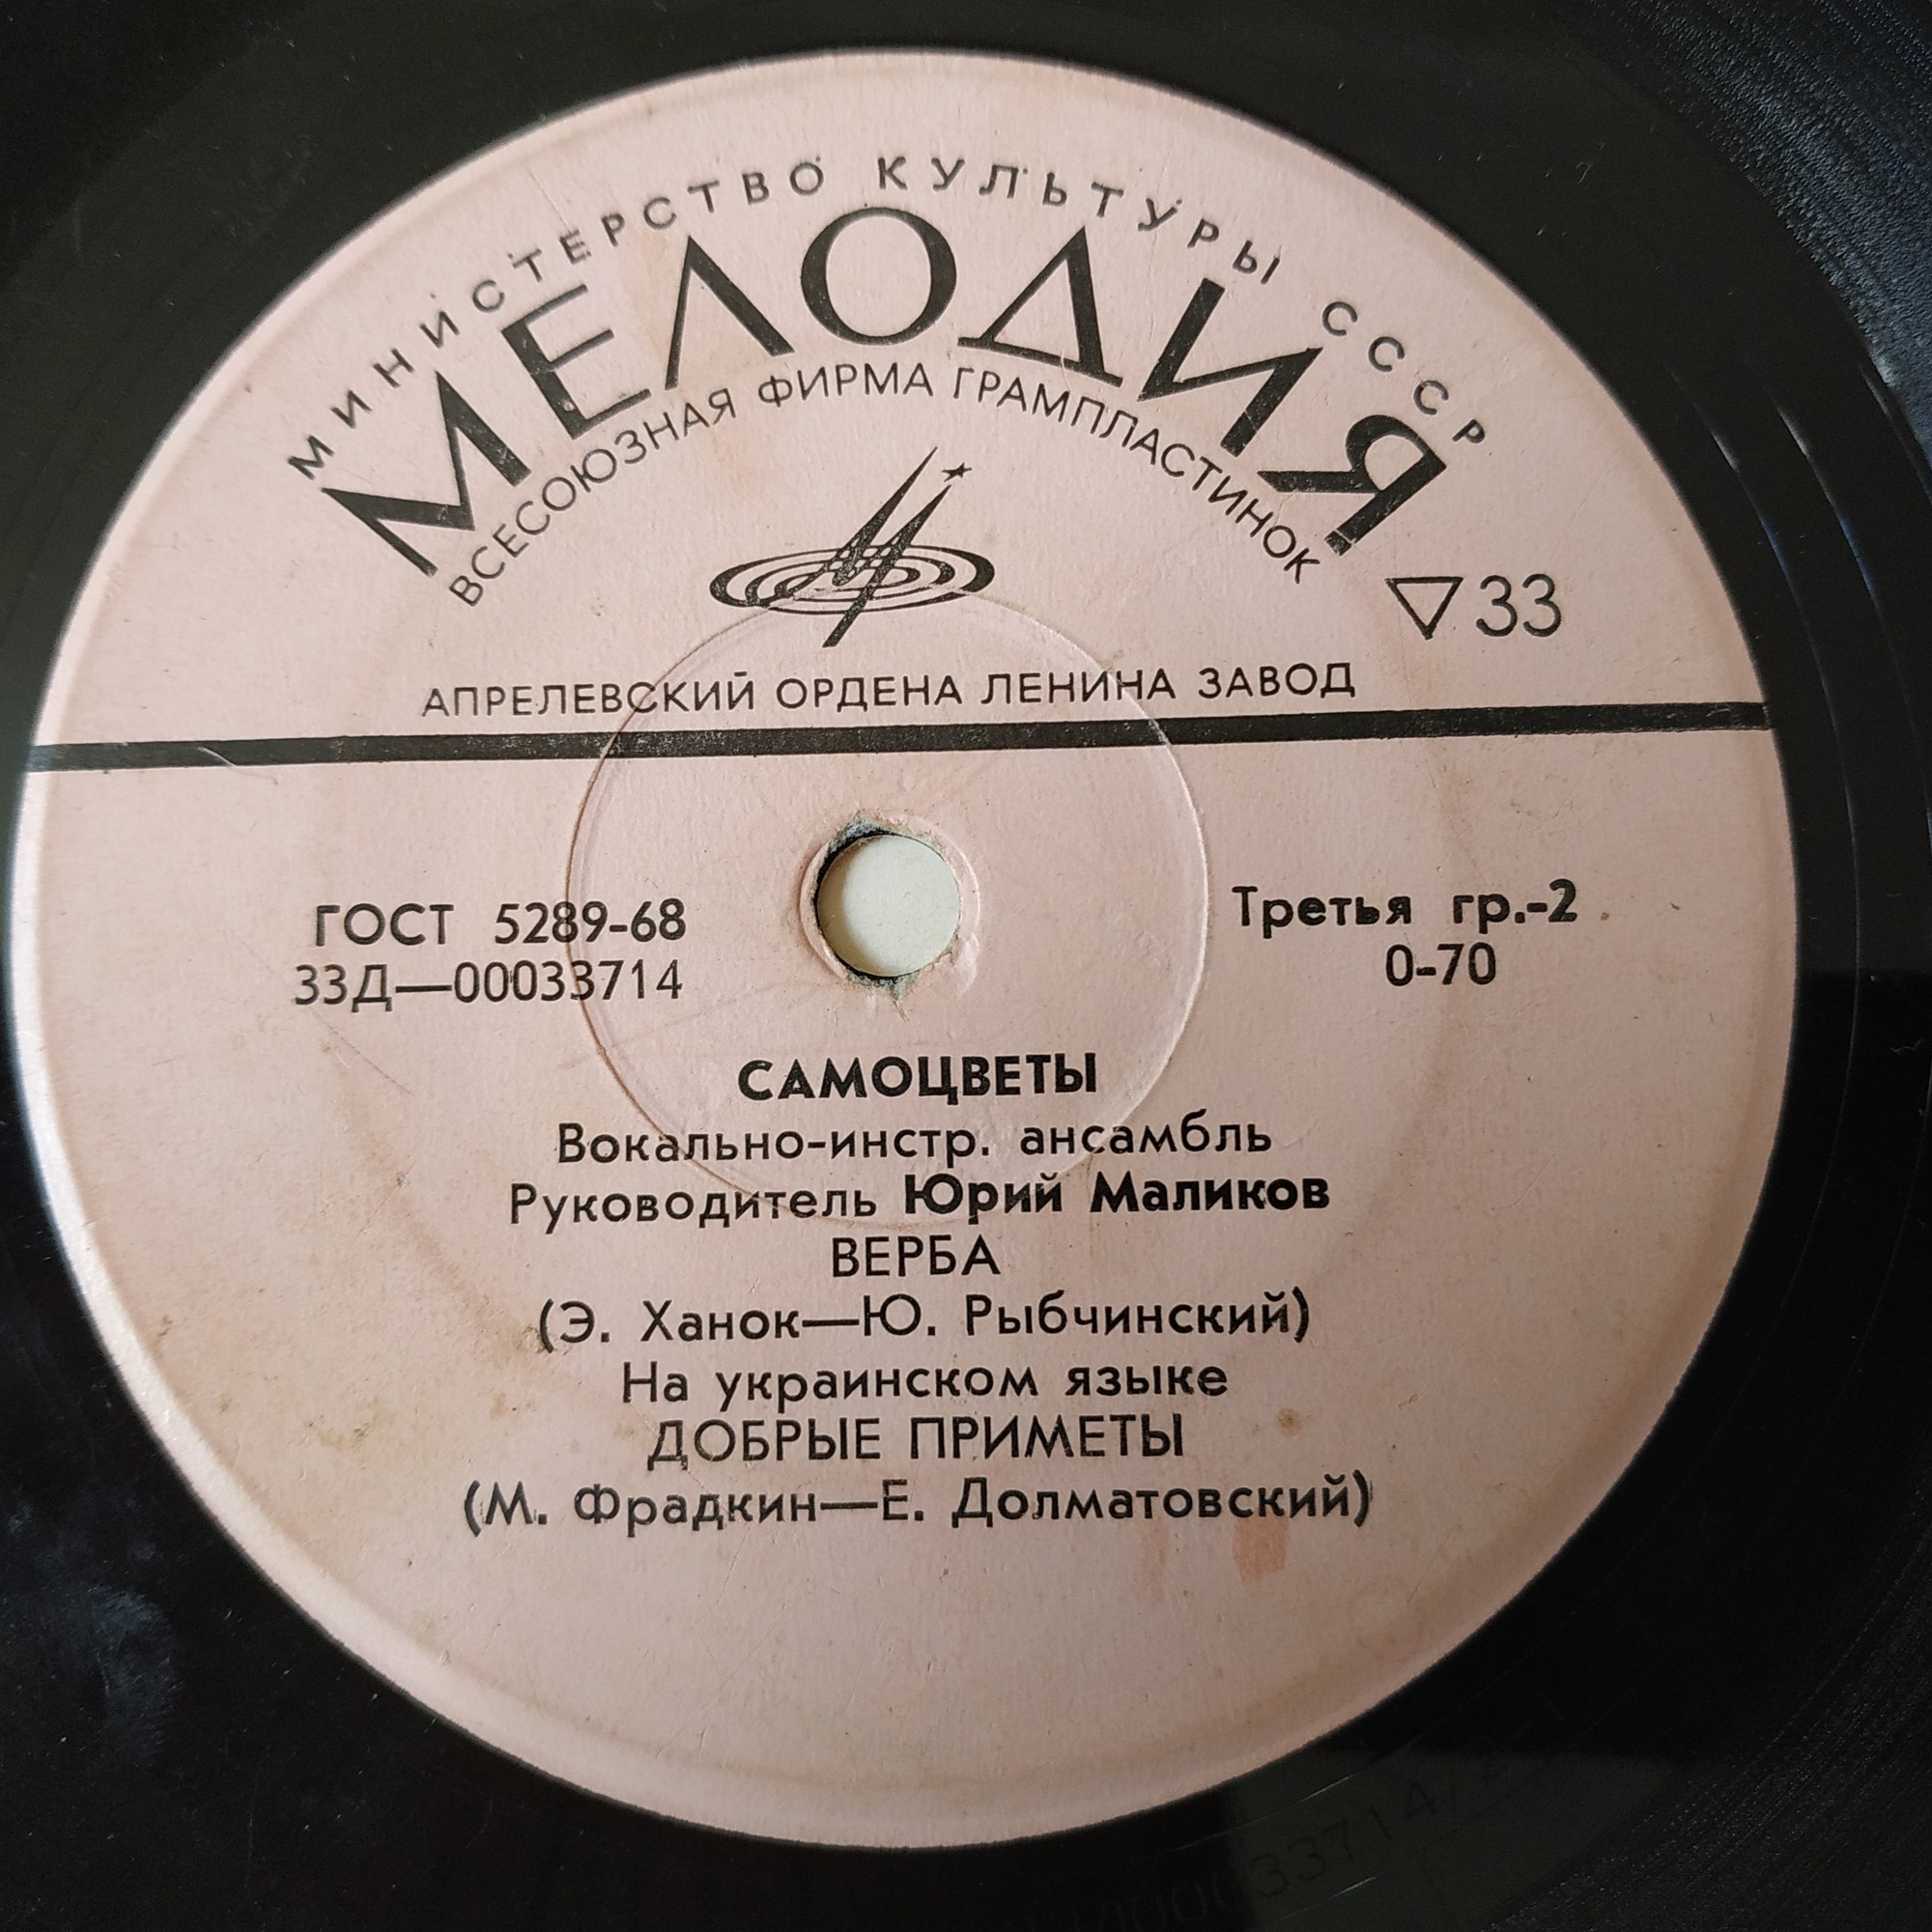 МИНИСТЕРСТВО КУЛЬТУРЫ СССР
МЕЛОДИЯ
ВСЕСОЮЗНАЯ ФИРМА ГРАМПЛАСТИНОК
▽33
АПРЕЛЕВСКИЙ ОРДЕНА ЛЕНИНА ЗАВОД
ГОСТ 5289-68
33Д—00033714
Третья гр.-2
0-70
САМОЦВЕТЫ
Вокально-инстр. ансамбль
Руководитель Юрий Маликов
ВЕРБА
(Э. Ханок—Ю. Рыбчинский)
На украинском языке
ДОБРЫЕ ПРИМЕТЫ
(М. Фрадкин—Е. Долматовский)